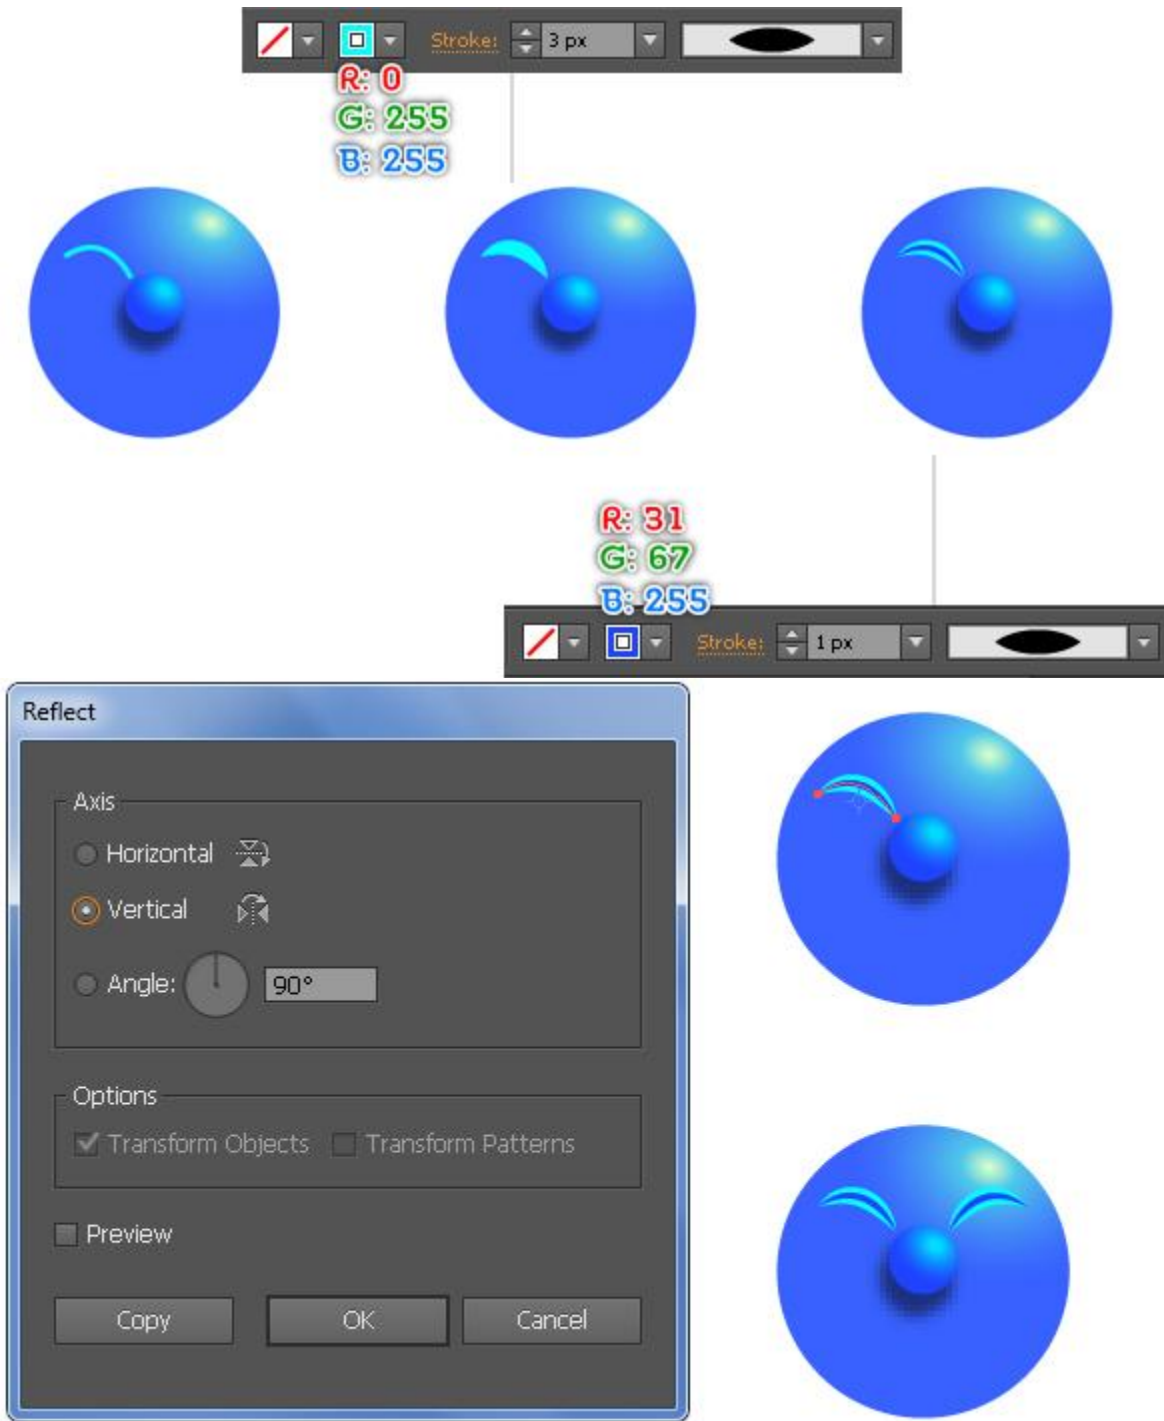 Stroke: 3 px
R: 0
G: 255
B: 255
R: 31
G: 67
B: 255
Stroke: 1 px
Reflect
Axis
Horizontal
Vertical
Angle: 90°
Options
Transform Objects Transform Patterns
Preview
Copy OK Cancel